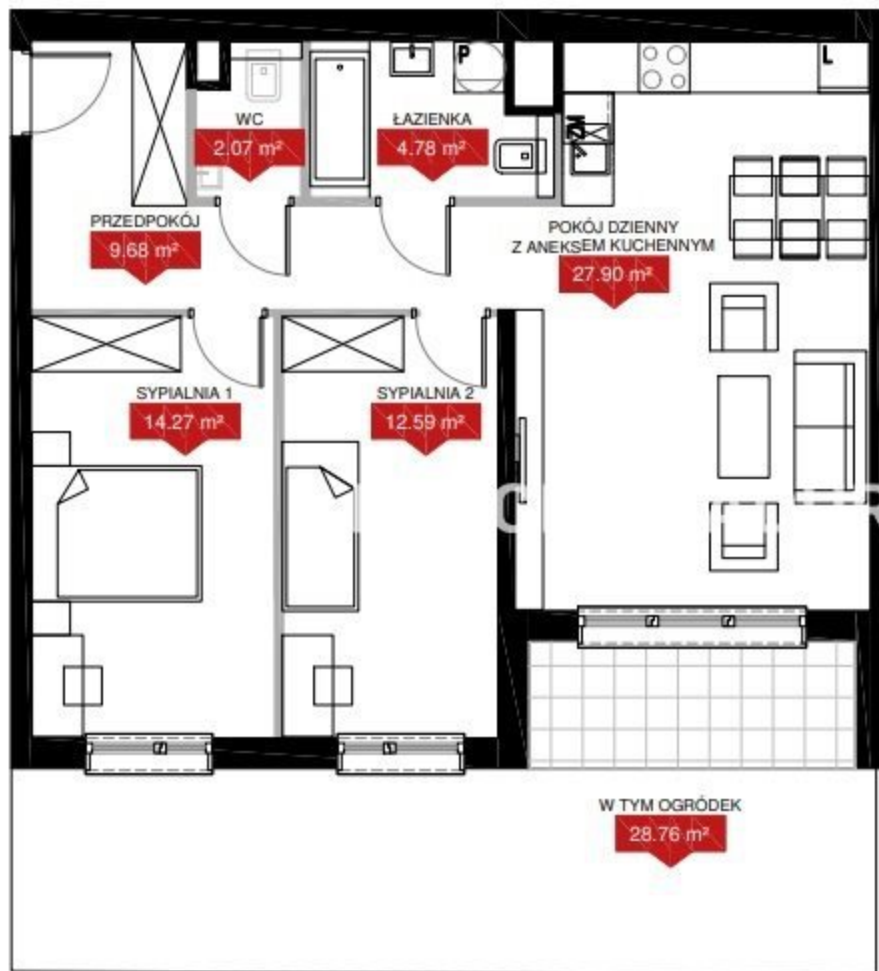 P
L
WC
2.07 m²
ŁAZIENKA
4.78 m²
ZM
PRZEDPOKÓJ
9.68 m²
POKÓJ DZIENNY
Z ANEKSEM KUCHENNYM
27.90 m²
SYPIALNIA 1
14.27 m²
SYPIALNIA 2
12.59 m²
W TYM OGRÓDEK
28.76 m²